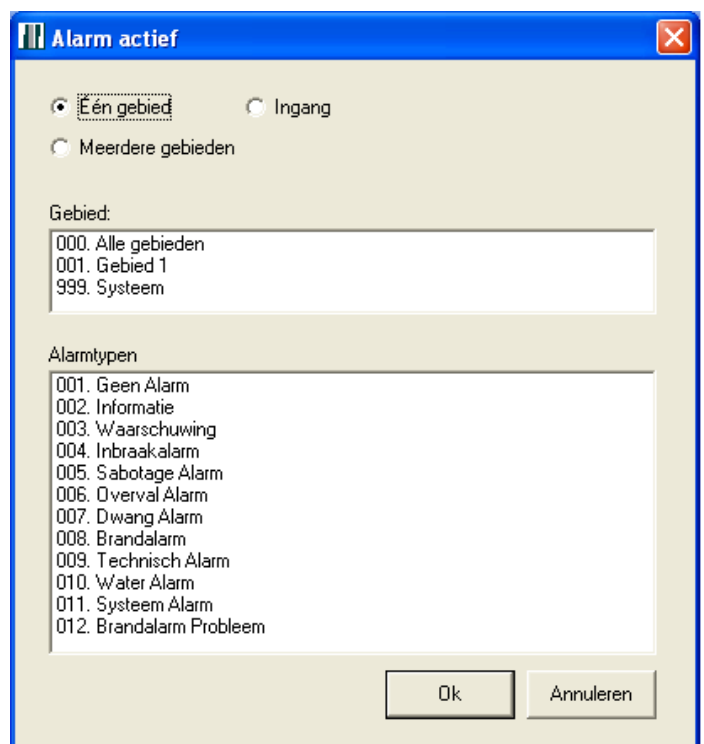 Alarm actief
Één gebied Ingang
Meerdere gebieden
Gebied:
000. Alle gebieden
001. Gebied 1
999. Systeem
Alarmtypen
001. Geen Alarm
002. Informatie
003. Waarschuwing
004. Inbraakalarm
005. Sabotage Alarm
006. Overval Alarm
007. Dwang Alarm
008. Brandalarm
009. Technisch Alarm
010. Water Alarm
011. Systeem Alarm
012. Brandalarm Probleem
Ok Annuleren